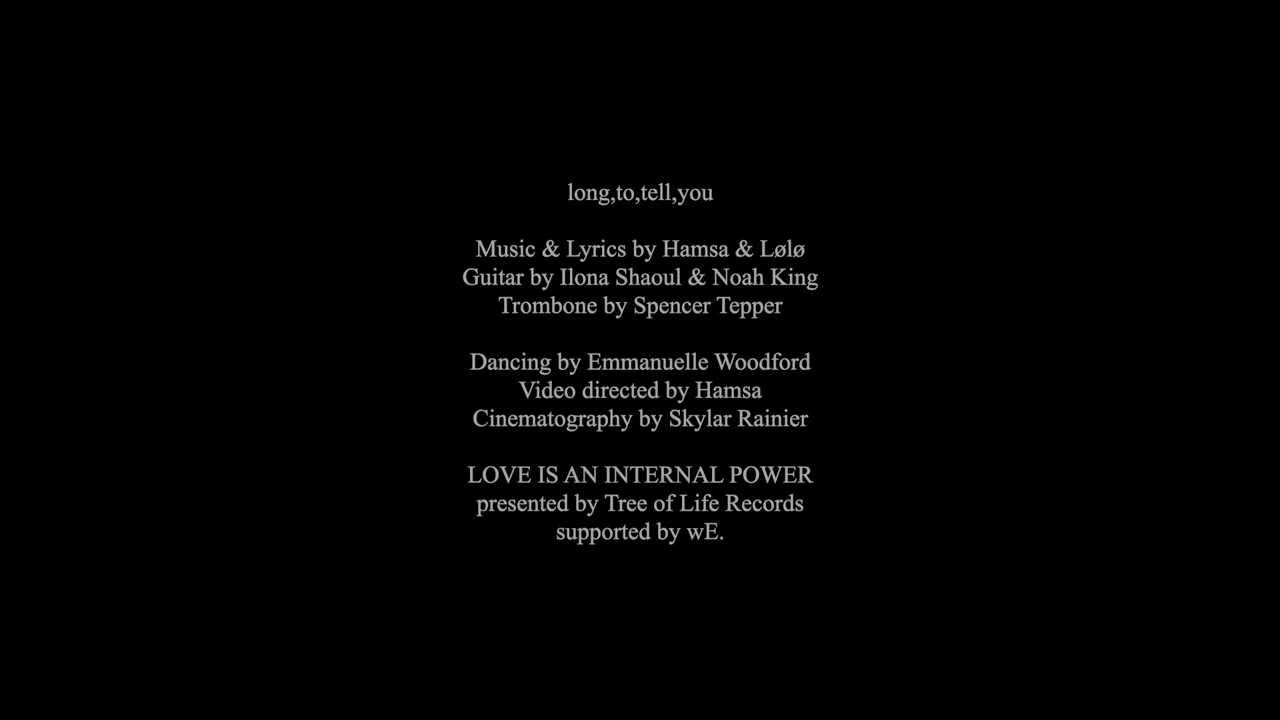 long,to,tell,you
Music & Lyrics by Hamsa & Lølø
Guitar by Ilona Shaoul & Noah King
Trombone by Spencer Tepper
Dancing by Emmanuelle Woodford
Video directed by Hamsa
Cinematography by Skylar Rainier
LOVE IS AN INTERNAL POWER
presented by Tree of Life Records
supported by wE.